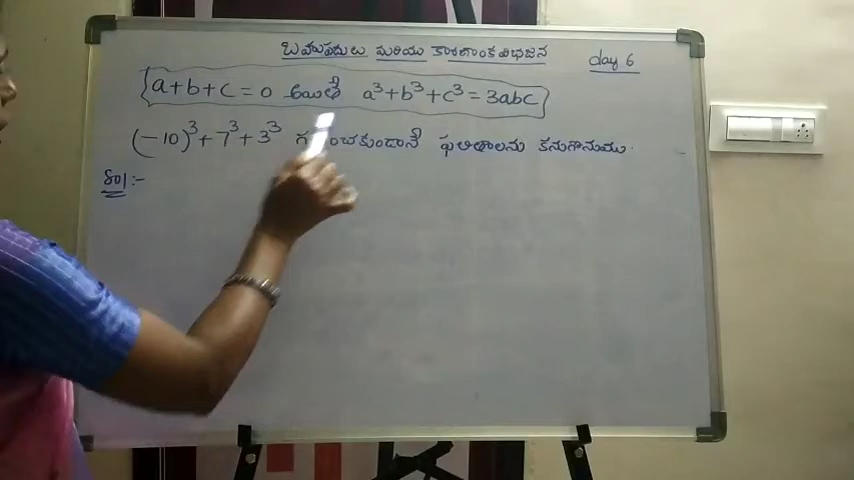 బహుపదులు మరియు కారణాంక విభజన day 6
a+b+c=0 అయితే a³+b³+c³=3abc
(-10)³+7³+3³ ఫలితాలను కనుగొనుము.
సా :-